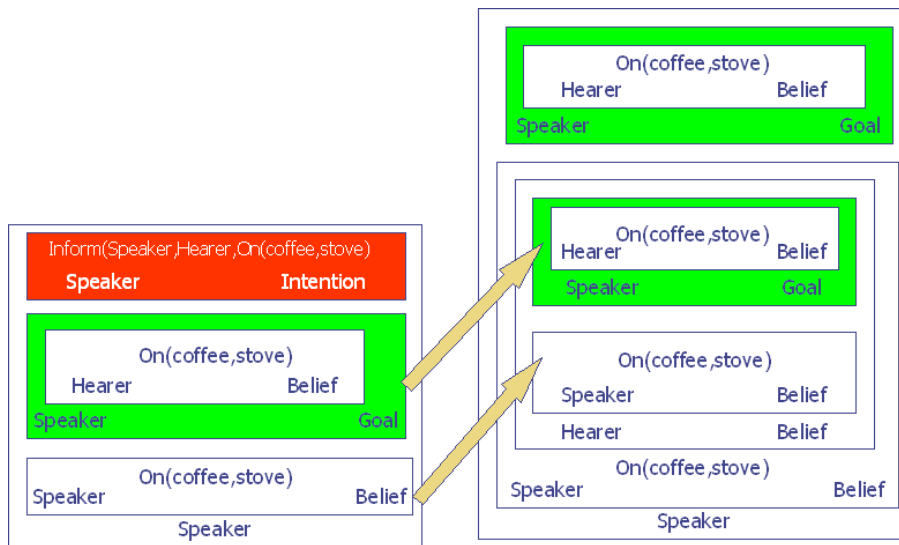 Inform(Speaker,Hearer,On(coffee,stove)
Speaker Intention
On(coffee,stove)
Hearer Belief
Speaker Goal
On(coffee,stove)
Speaker Belief
Speaker
On(coffee,stove)
Hearer Belief
Speaker Goal
On(coffee,stove)
Hearer Belief
Speaker Goal
On(coffee,stove)
Speaker Belief
Hearer Belief
On(coffee,stove)
Speaker Belief
Speaker